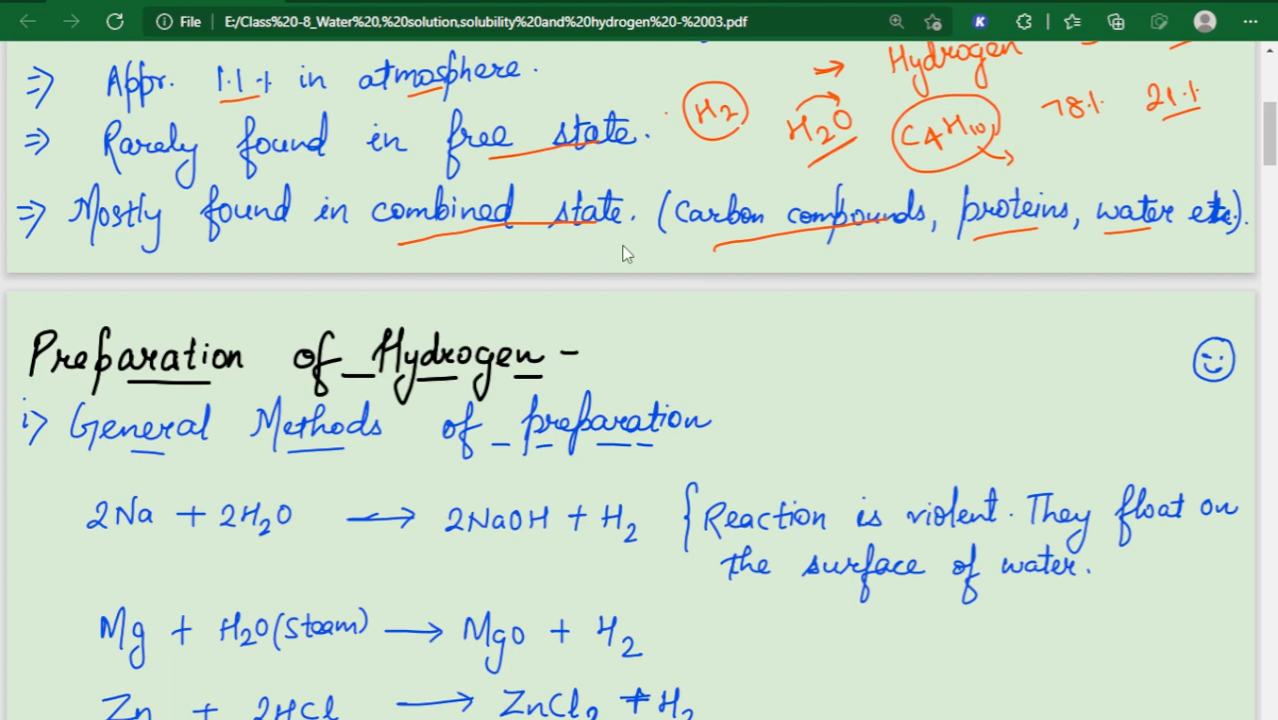 File E:/Class%20-8_Water%20,%20solution,solubility%20and%20hydrogen%20-%2003.pdf
⇒ Appr. 1.1% in atmosphere.
Hydrogen
H2 H2O C4H10 78% 21%
⇒ Rarely found in free state.
⇒ Mostly found in combined state. (Carbon compounds, proteins, water etc.).
Preparation of Hydrogen -
i> General Methods of preparation
2Na + 2H2O → 2NaOH + H2 {Reaction is violent. They float on
the surface of water.
Mg + H2O(Steam) → MgO + H2
Zn + 2HCl → ZnCl2 + H2